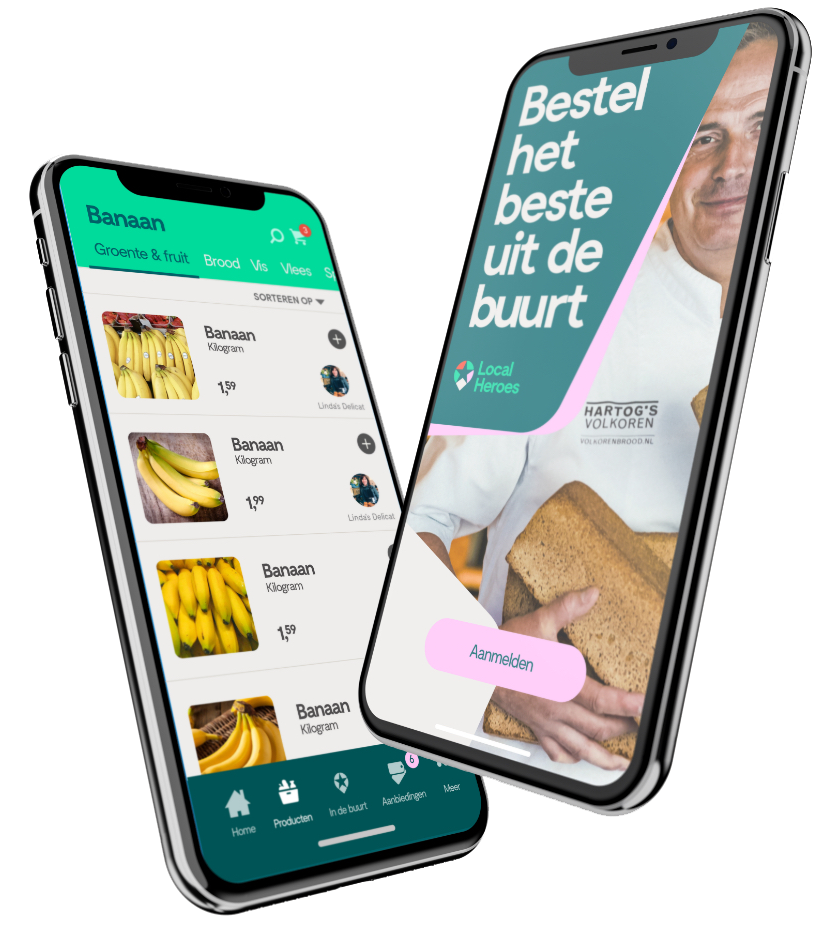 Banaan
3
Groente & fruit Brood Vis Vlees
SORTEREN OP
Banaan
Kilogram
1,59
Linda's Delicat
Banaan
Kilogram
1,99
Linda's Delicat
Banaan
Kilogram
1,59
Banaan
Kilogram
6
Home Producten In de buurt Aanbiedingen Meer
Bestel
het
beste
uit de
buurt
Local
Heroes
HARTOG'S
VOLKOREN
VOLKORENBROOD.NL
Aanmelden